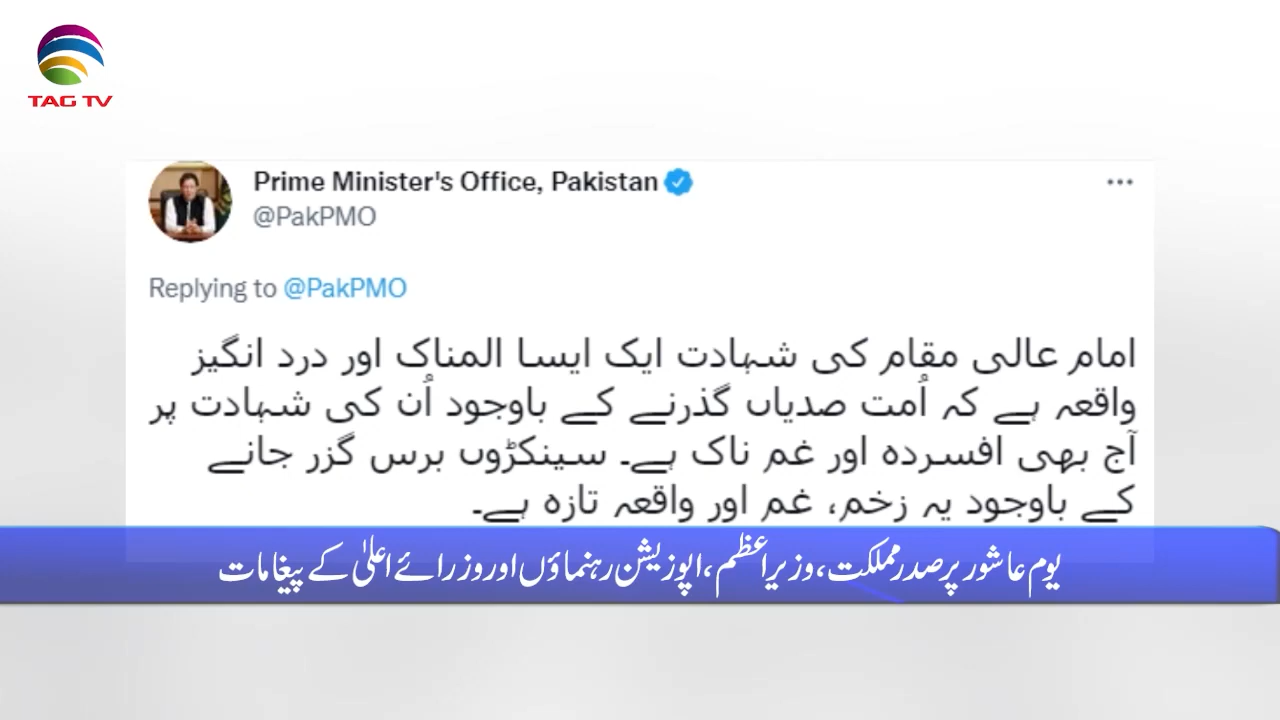 TAG TV
Prime Minister's Office, Pakistan
@PakPMO
Replying to @PakPMO
امام عالی مقام کی شہادت ایک ایسا المناک اور درد انگیز
واقعہ ہے کہ اُمت صدیاں گذرنے کے باوجود اُن کی شہادت پر
آج بھی افسردہ اور غم ناک ہے۔ سینکڑوں برس گزر جانے
کے باوجود یہ زخم، غم اور واقعہ تازہ ہے۔
یوم عاشور پر صدر مملکت، وزیراعظم، اپوزیشن رہنماؤں اور وزرائے اعلیٰ کے پیغامات